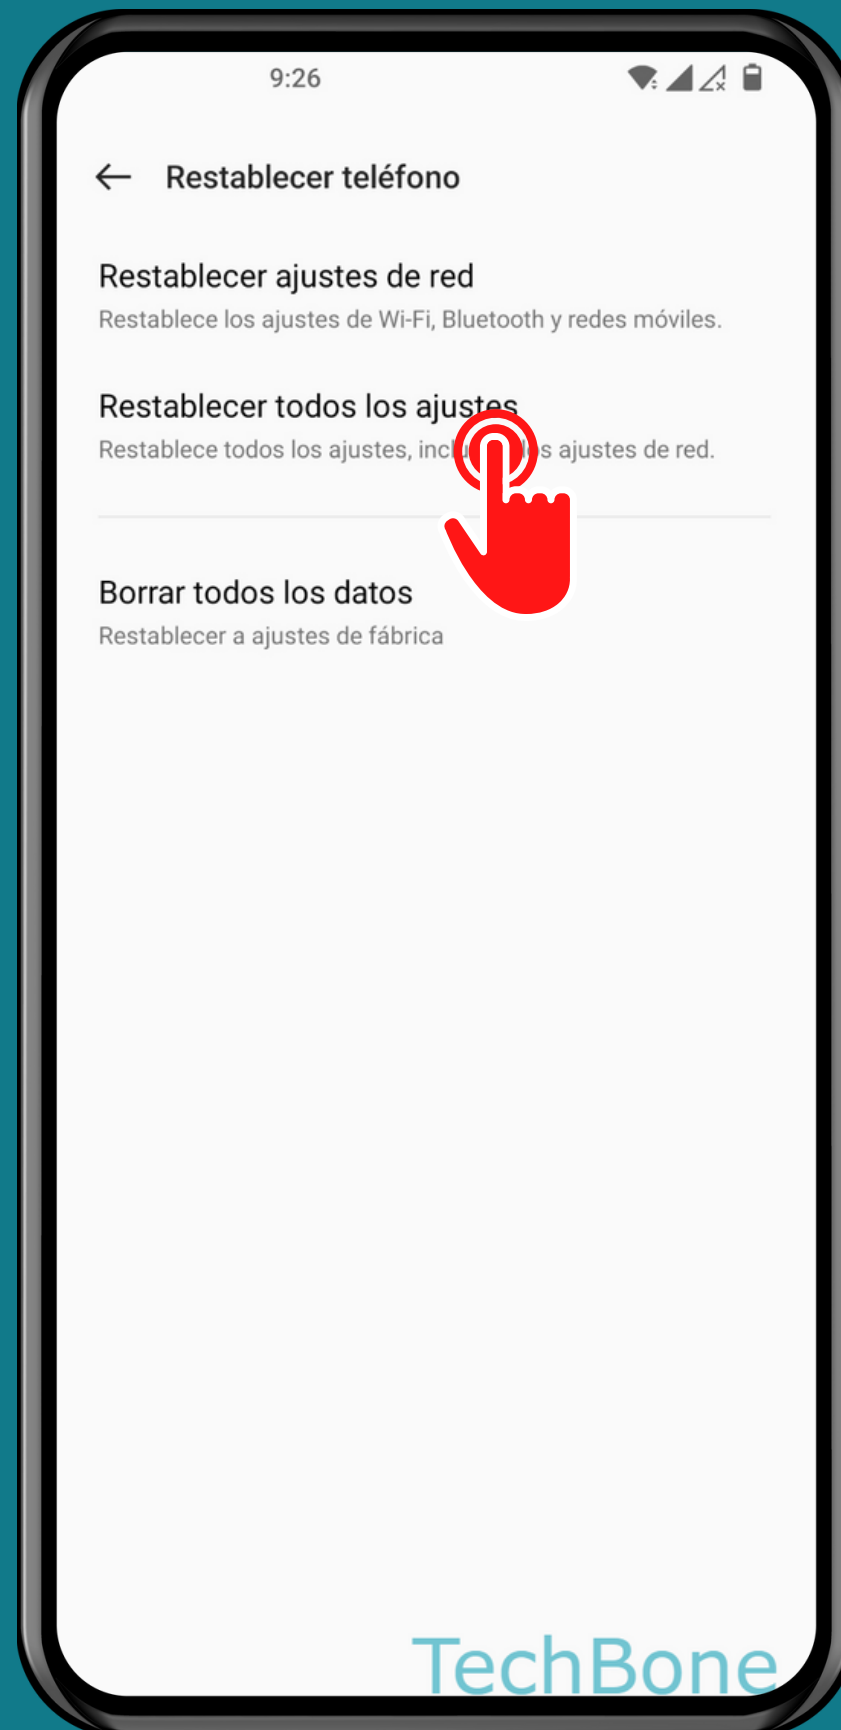 9:26
Restablecer teléfono
Restablecer ajustes de red
Restablece los ajustes de Wi-Fi, Bluetooth y redes móviles.
Restablecer todos los ajustes
Restablece todos los ajustes, ajustes de red.
Borrar todos los datos
Restablecer a ajustes de fábrica
TechBone